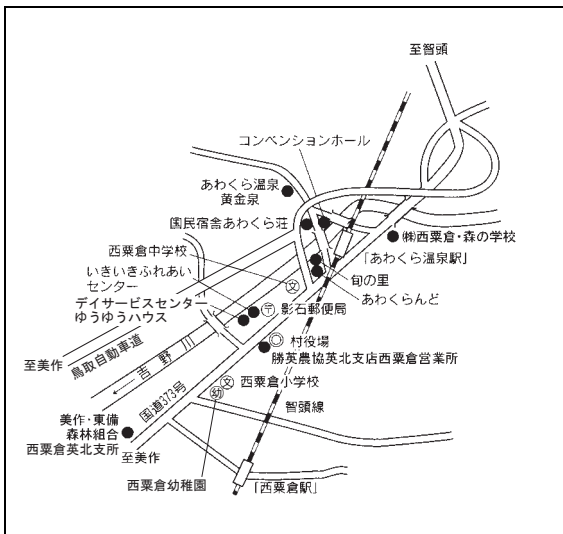 至智頭
コンベンションホール
あわくら温泉
黄金泉
国民宿舎あわくら荘
㈱西粟倉・森の学校
西粟倉中学校
「あわくら温泉駅」
いきいきふれあい
センター
文
旬の里
あわくらんど
デイサービスセンター
ゆうゆうハウス
〒
影石郵便局
村役場
勝英農協英北支店西粟倉営業所
至美作
鳥取自動車道
吉野川
国道373号
文
西粟倉小学校
幼
智頭線
美作・東備
森林組合
西粟倉英北支所
至美作
西粟倉幼稚園
「西粟倉駅」